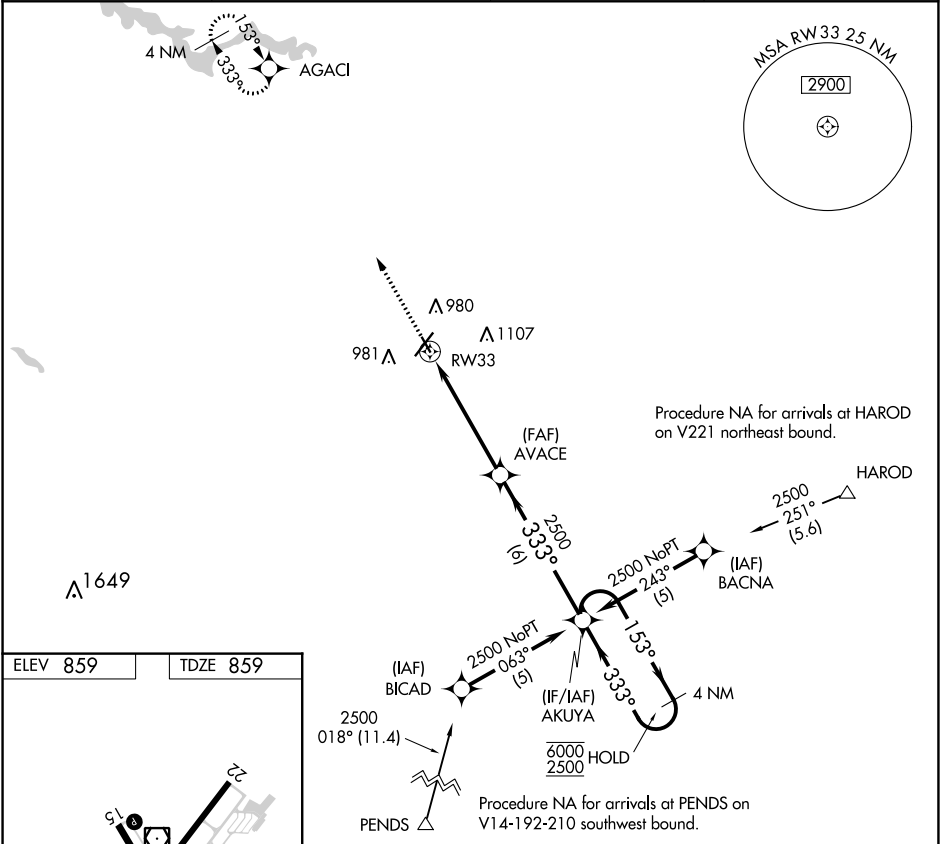 4 NM
153°
333°
AGACI
MSA RW33 25 NM
2900
980
1107
981
RW33
Procedure NA for arrivals at HAROD
on V221 northeast bound.
(FAF)
AVACE
HAROD
2500
251°
(5.6)
2500
333°
(6)
2500 NoPT
243°
(5)
(IAF)
BACNA
1649
153°
333°
4 NM
2500 NoPT
063°
(5)
(IAF)
BICAD
(IF/IAF)
AKUYA
6000
2500
HOLD
2500
018° (11.4)
PENDS
Procedure NA for arrivals at PENDS on
V14-192-210 southwest bound.
ELEV 859
TDZE 859
22
15
P